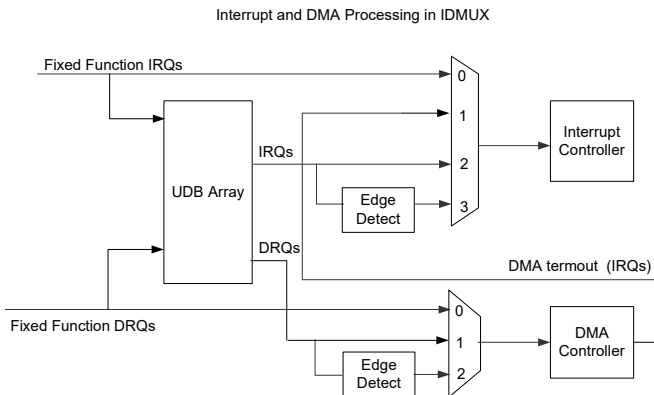 Interrupt and DMA Processing in IDMUX
Fixed Function IRQs
0
1
Interrupt
Controller
IRQs
2
UDB Array
Edge
Detect
3
DRQs
DMA termout (IRQs)
0
Fixed Function DRQs
1
DMA
Controller
Edge
Detect
2